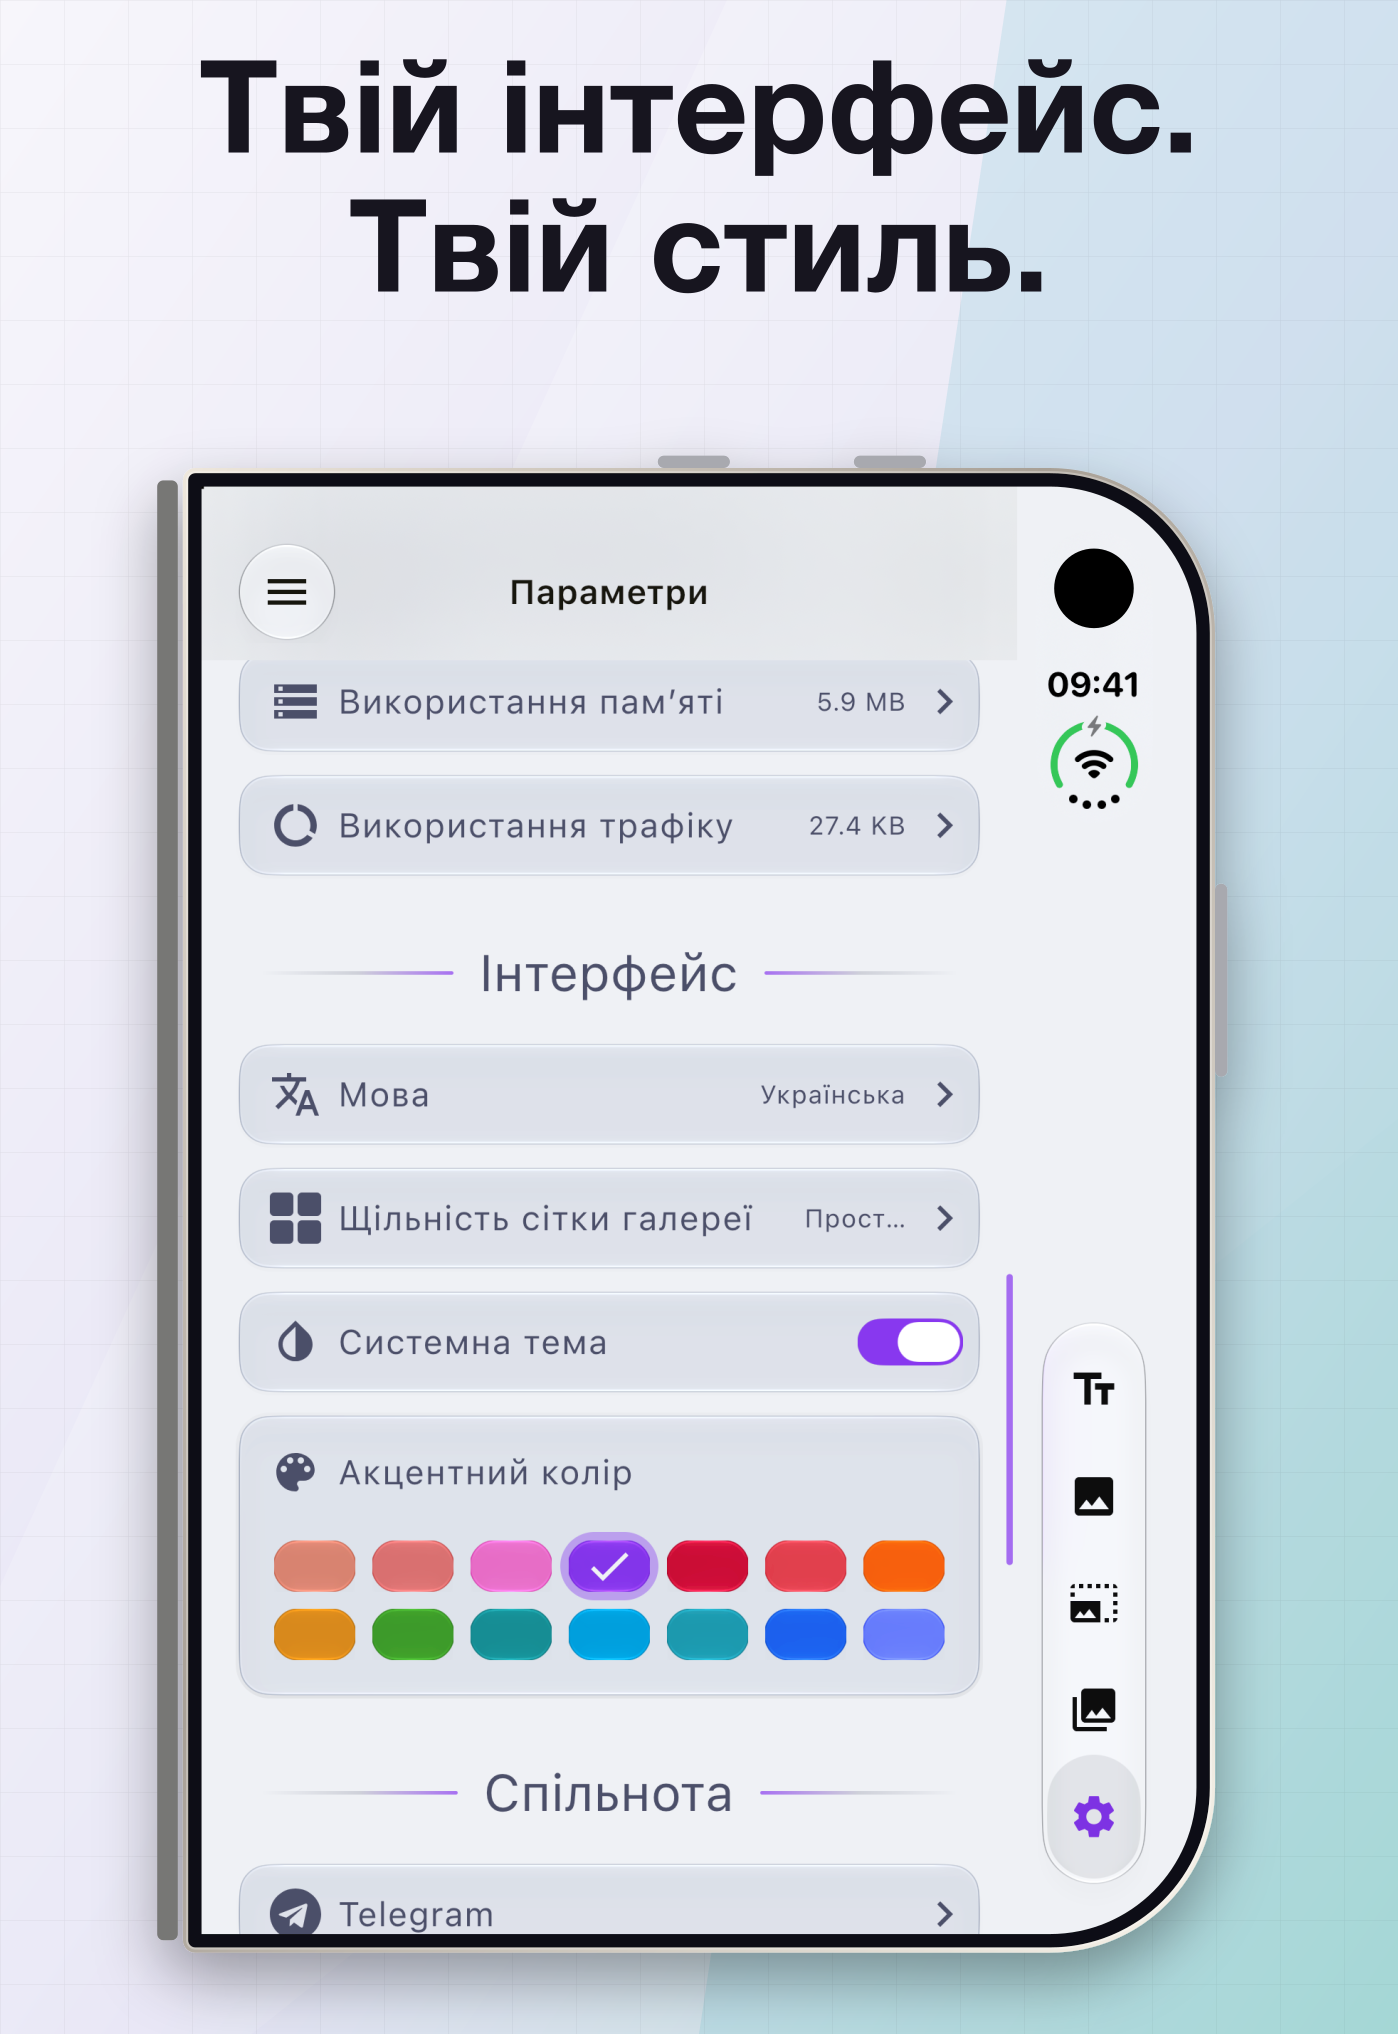 Твій інтерфейс.
Твій стиль.
Параметри
09:41
Використання пам’яті 5.9 MB
Використання трафіку 27.4 KB
Інтерфейс
Мова Українська
Щільність сітки галереї Прост...
Системна тема
Акцентний колір
Спільнота
Telegram